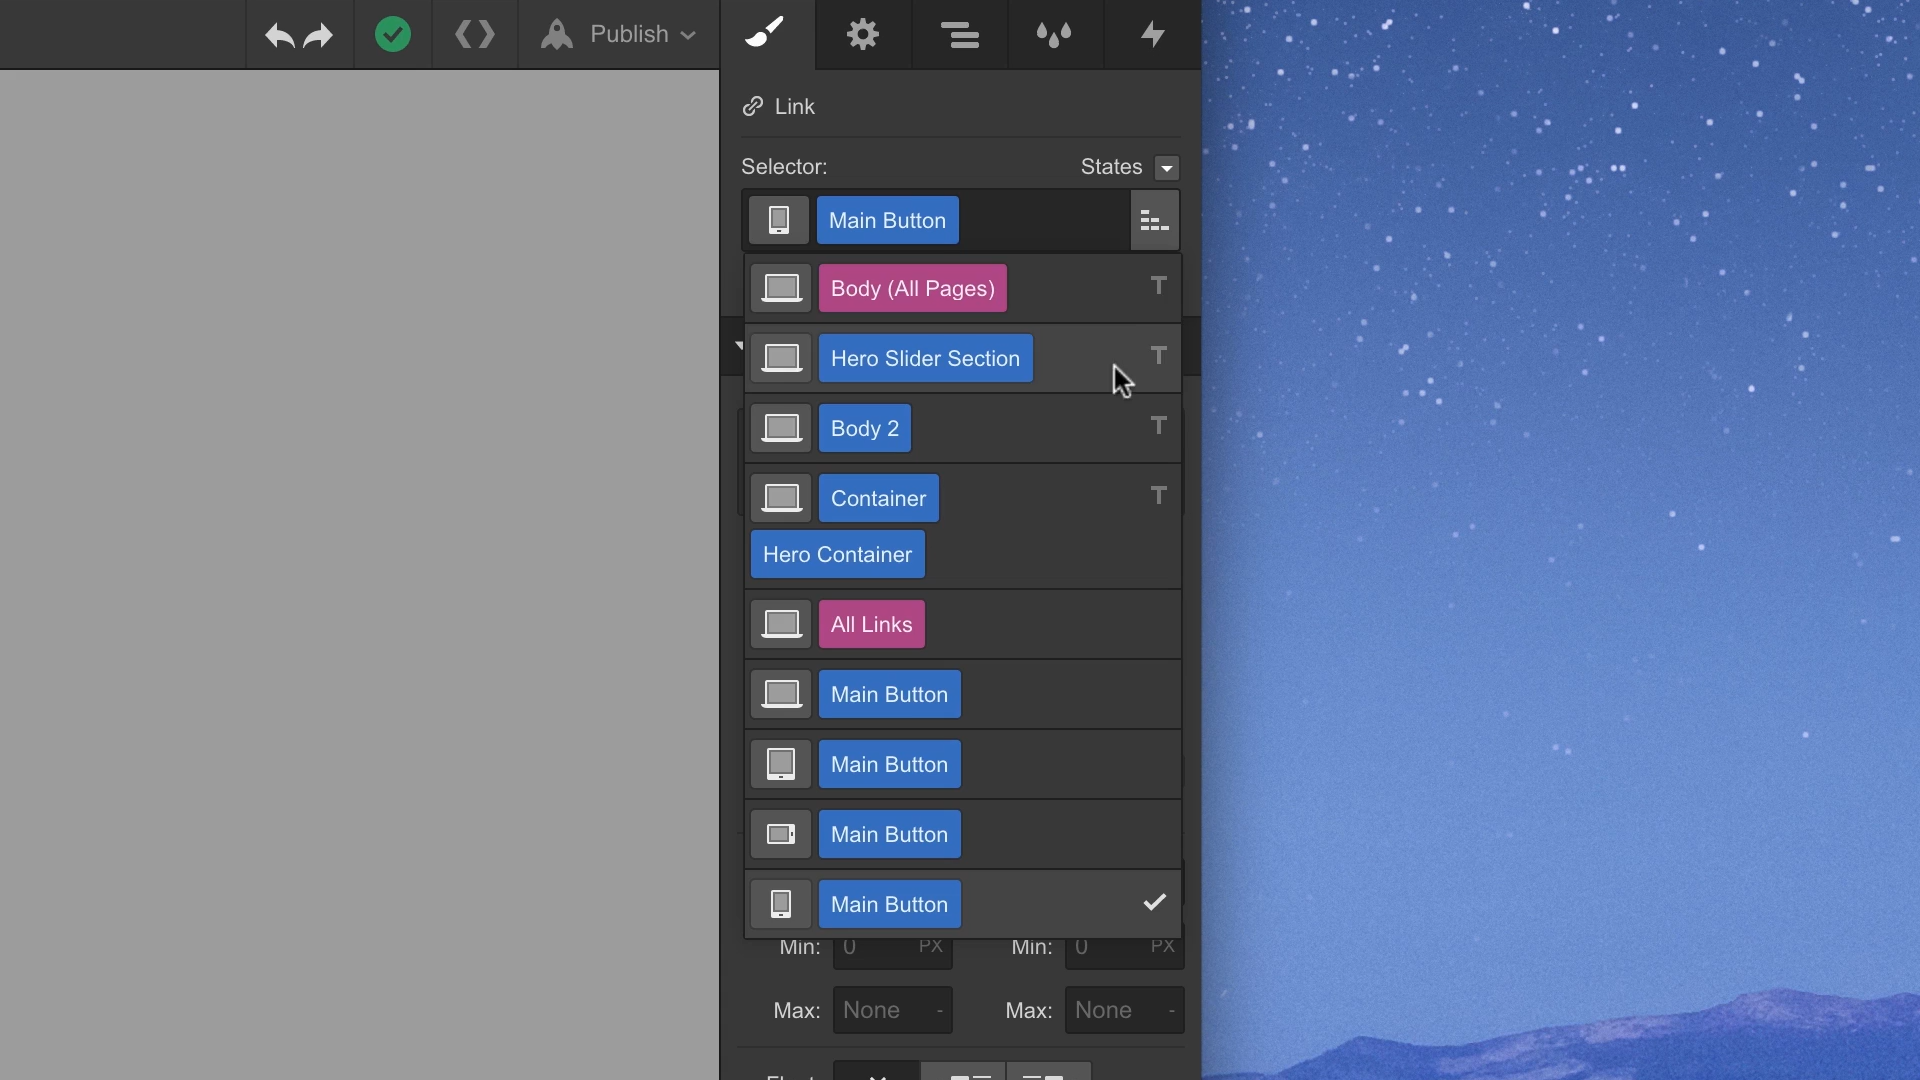 Publish
Link
Selector:
States
Main Button
Body (All Pages)
T
Hero Slider Section
T
Body 2
T
Container
T
Hero Container
All Links
Main Button
Main Button
Main Button
Main Button
Min: 0 PX Min: 0 PX
Max: None - Max: None -